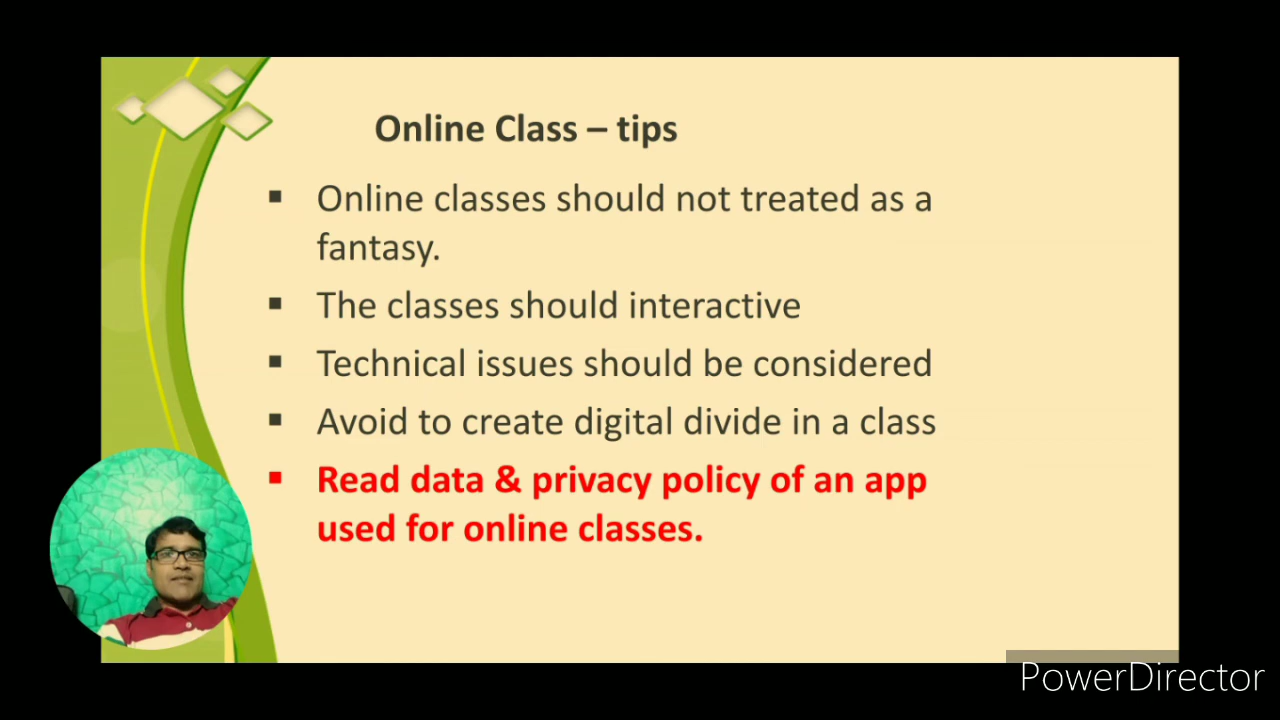 Online Class – tips
▪ Online classes should not treated as a
fantasy.
▪ The classes should interactive
▪ Technical issues should be considered
▪ Avoid to create digital divide in a class
▪ Read data & privacy policy of an app
used for online classes.
PowerDirector